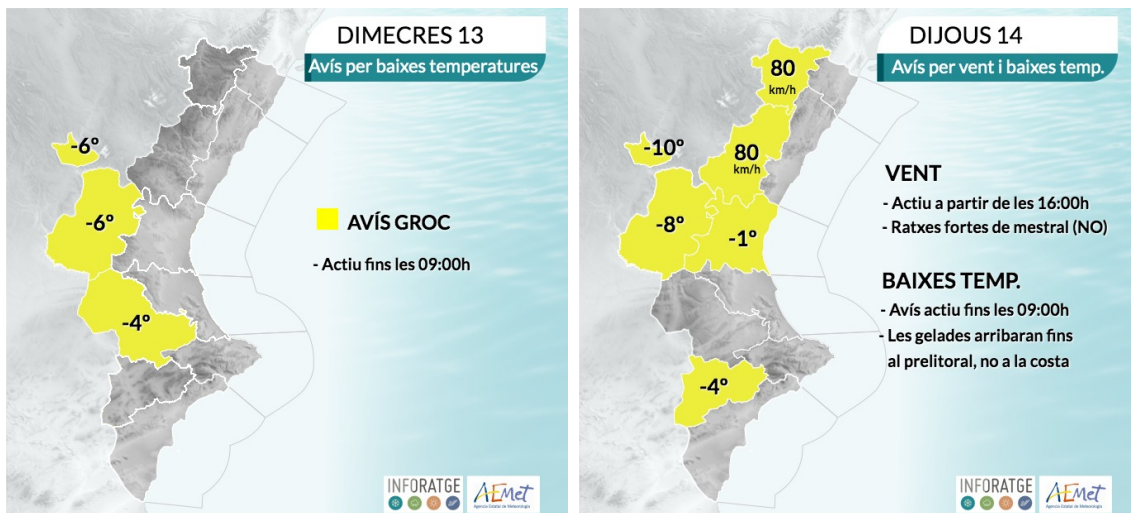 DIMECRES 13
Avís per baixes temperatures
-6º
-6º
-4º
AVÍS GROC
- Actiu fins les 09:00h
INFORATGE
AEmet
Agencia Estatal de Meteorología
DIJOUS 14
Avís per vent i baixes temp.
80
km/h
80
km/h
-10º
-8º
-1º
-4º
VENT
- Actiu a partir de les 16:00h
- Ratxes fortes de mestral (NO)
BAIXES TEMP.
- Avís actiu fins les 09:00h
- Les gelades arribaran fins
al prelitoral, no a la costa
INFORATGE
AEmet
Agencia Estatal de Meteorología